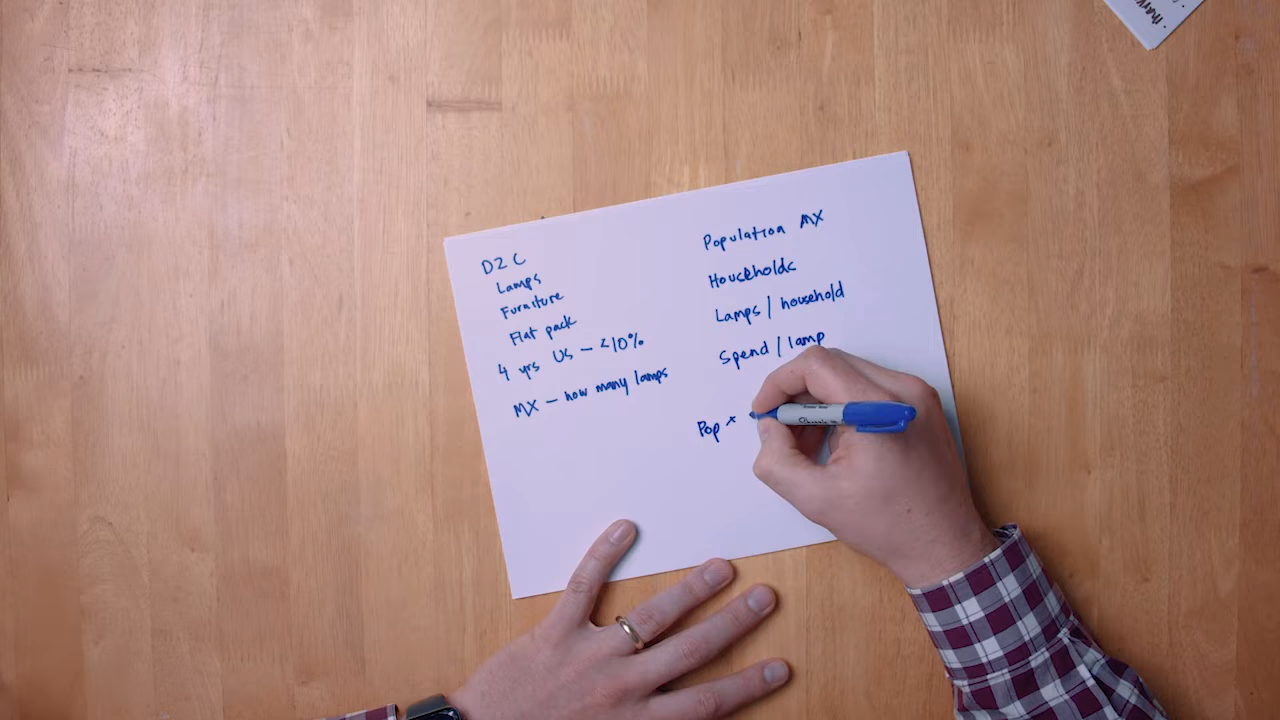 D2C
Lamps
Furniture
Flat pack
4 yrs US - <10%
MX - how many lamps
Population MX
Households
Lamps / household
Spend / lamp
Pop x
Sharpie